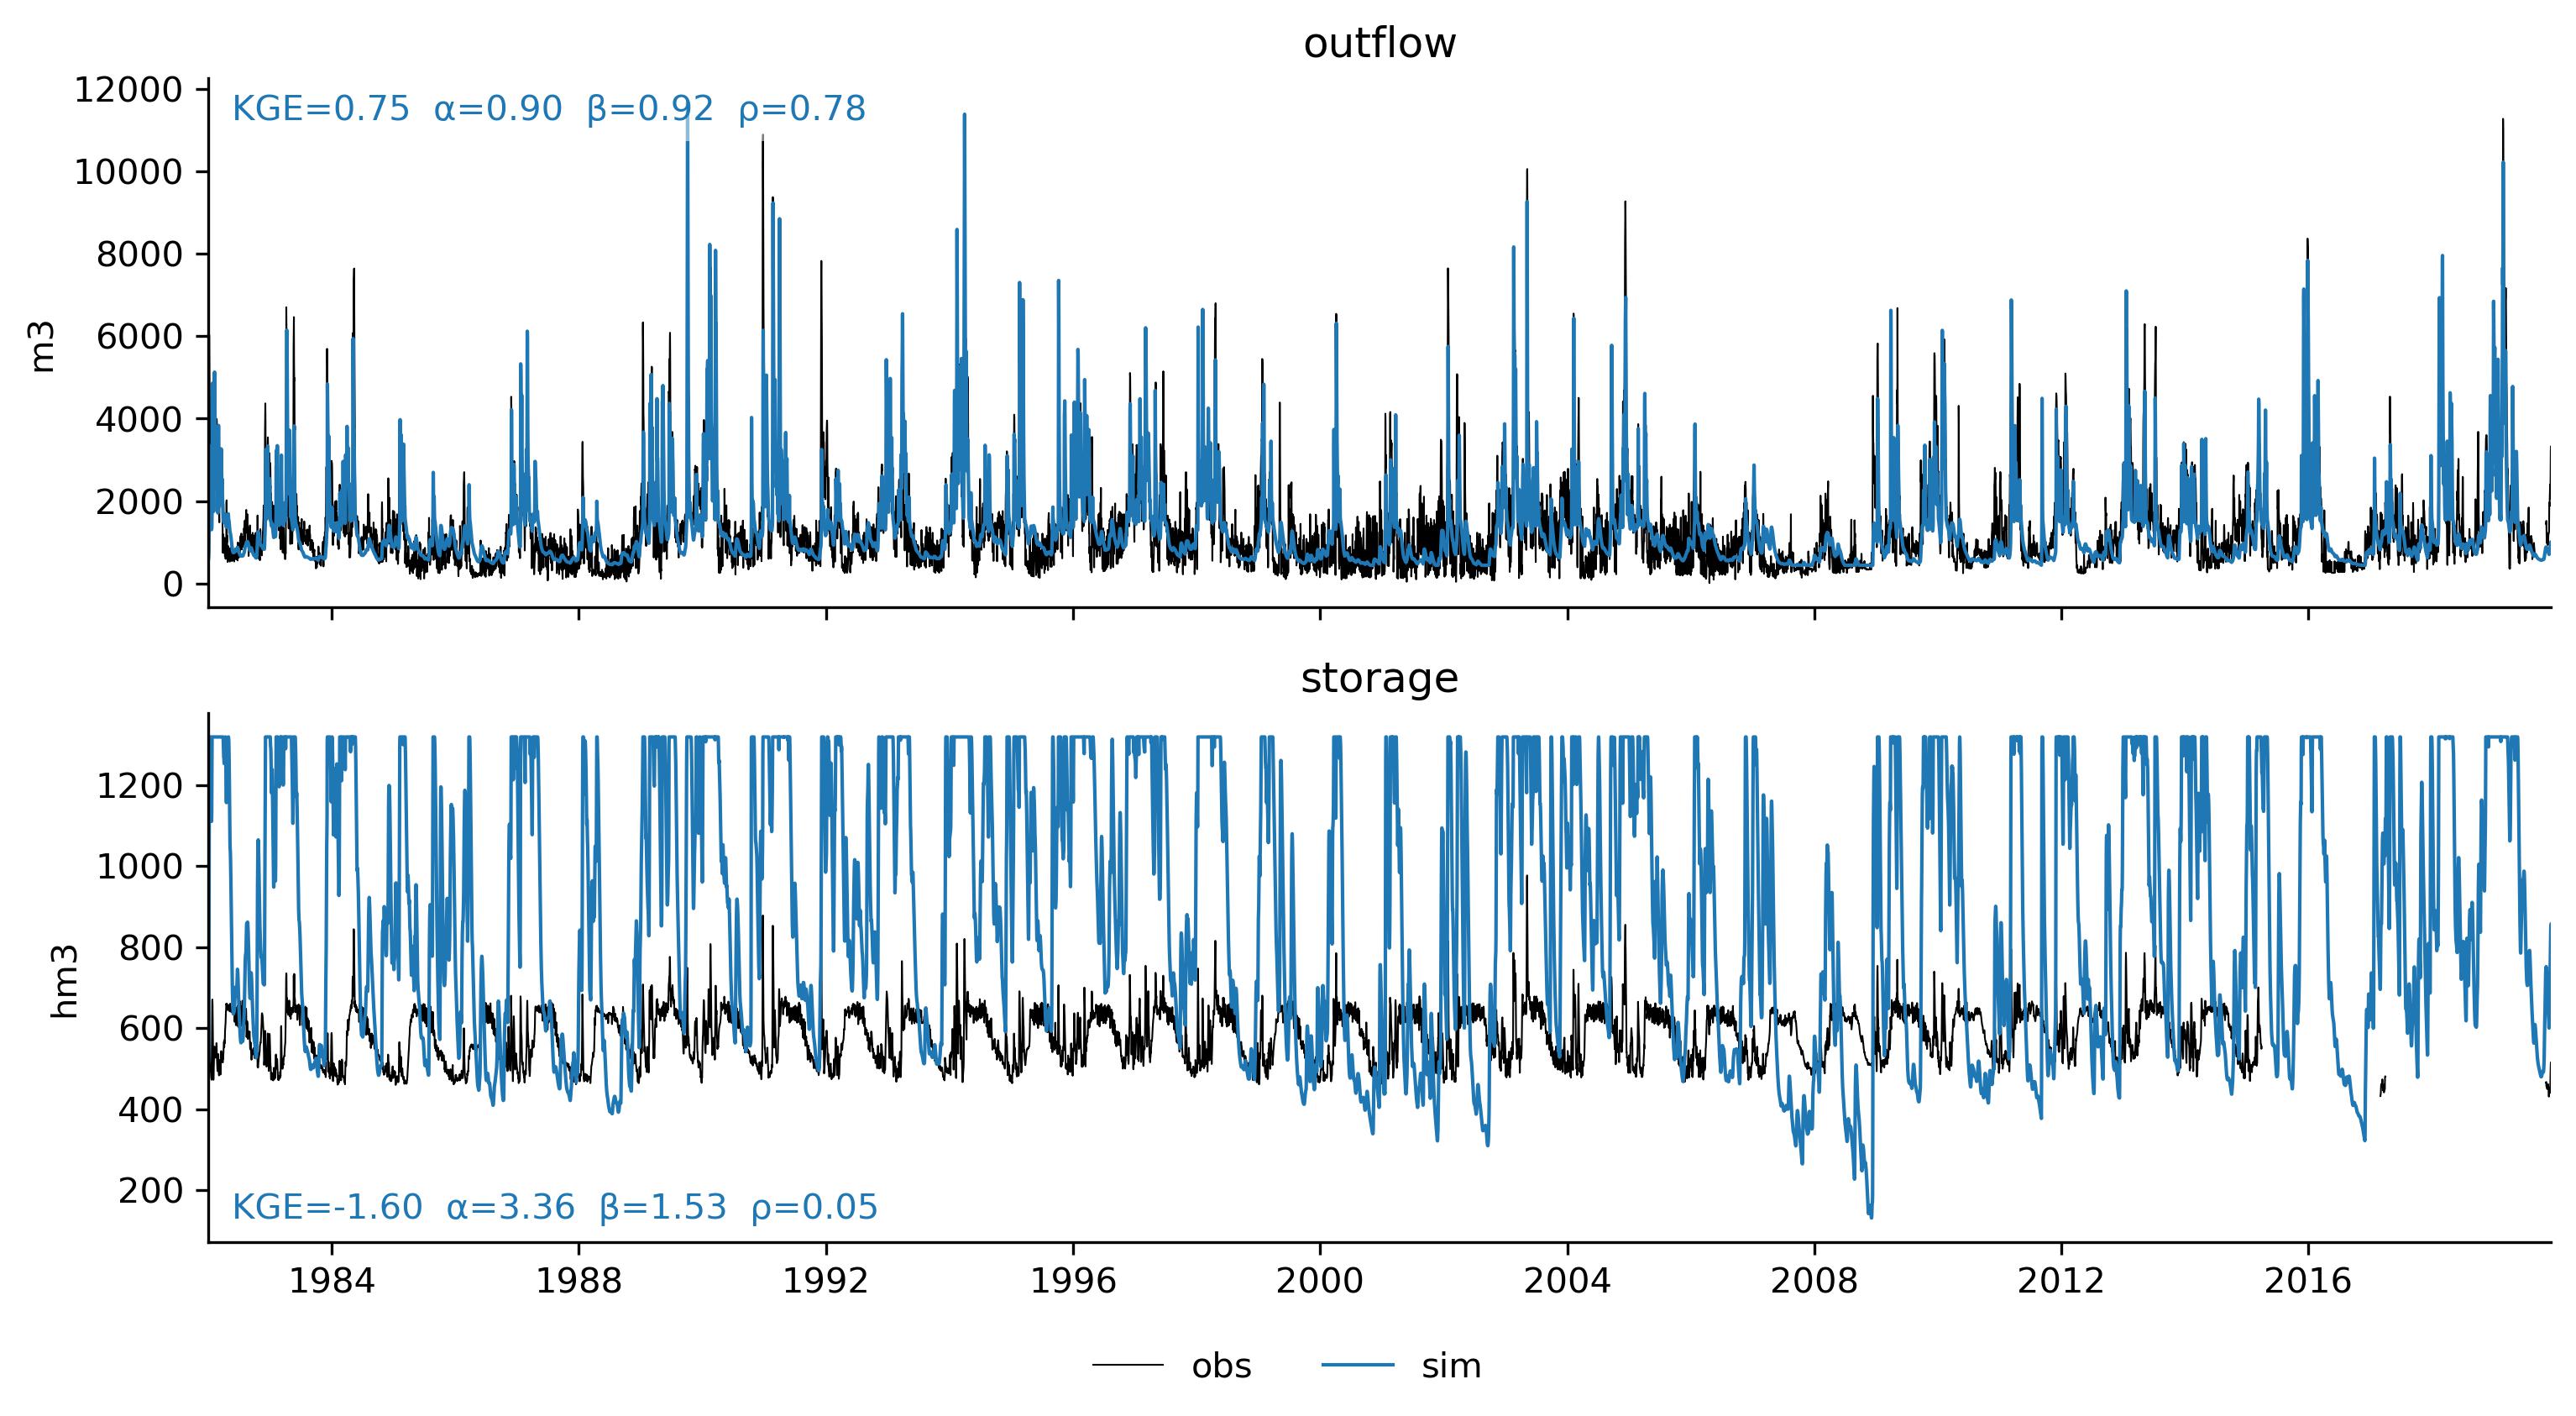 outflow
KGE=0.75 α=0.90 β=0.92 ρ=0.78
12000
10000
8000
6000
4000
2000
0
m3
storage
1200
1000
800
600
400
200
hm3
KGE=-1.60 α=3.36 β=1.53 ρ=0.05
1984 1988 1992 1996 2000 2004 2008 2012 2016
obs sim